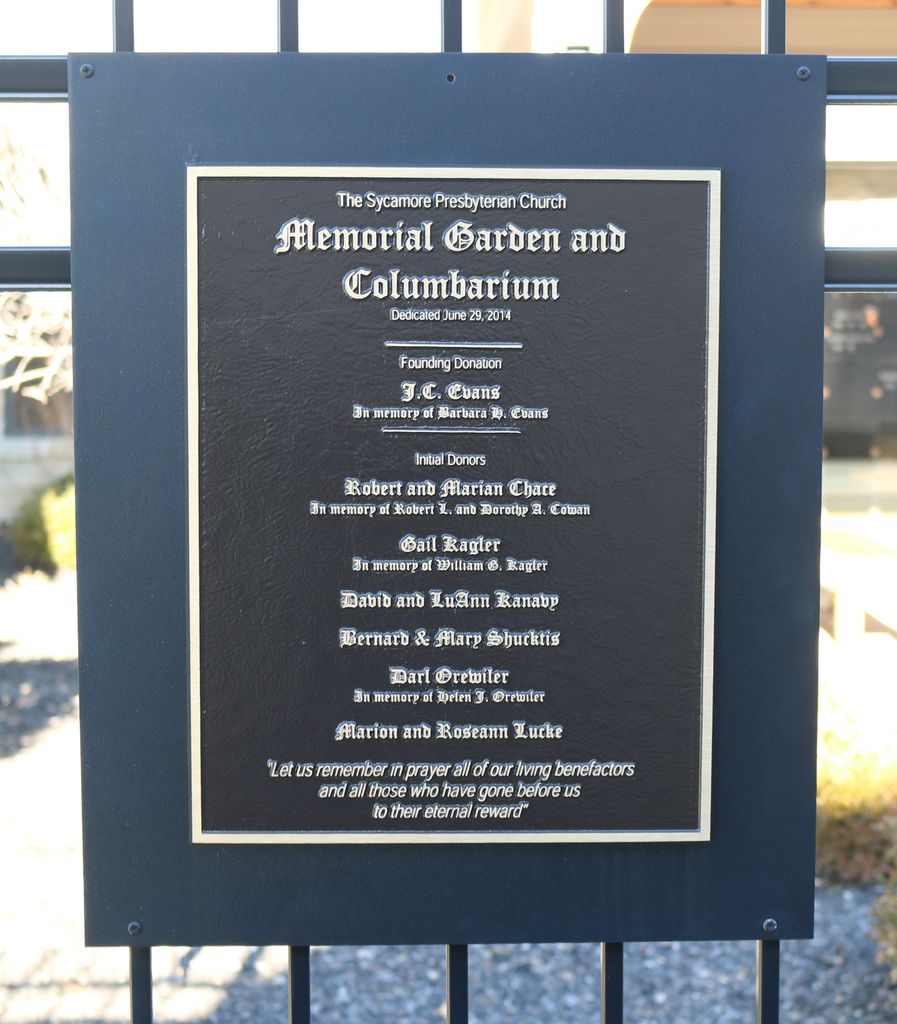 The Sycamore Presbyterian Church
Memorial Garden and
Columbarium
Dedicated June 29, 2014
Founding Donation
J.C. Evans
In memory of Barbara H. Evans
Initial Donors
Robert and Marian Chace
In memory of Robert L. and Dorothy A. Cowan
Gail Kagler
In memory of William G. Kagler
David and LuAnn Kanaby
Bernard & Mary Shucktis
Darl Orewiler
In memory of Helen J. Orewiler
Marion and Roseann Lucke
"Let us remember in prayer all of our living benefactors
and all those who have gone before us
to their eternal reward"